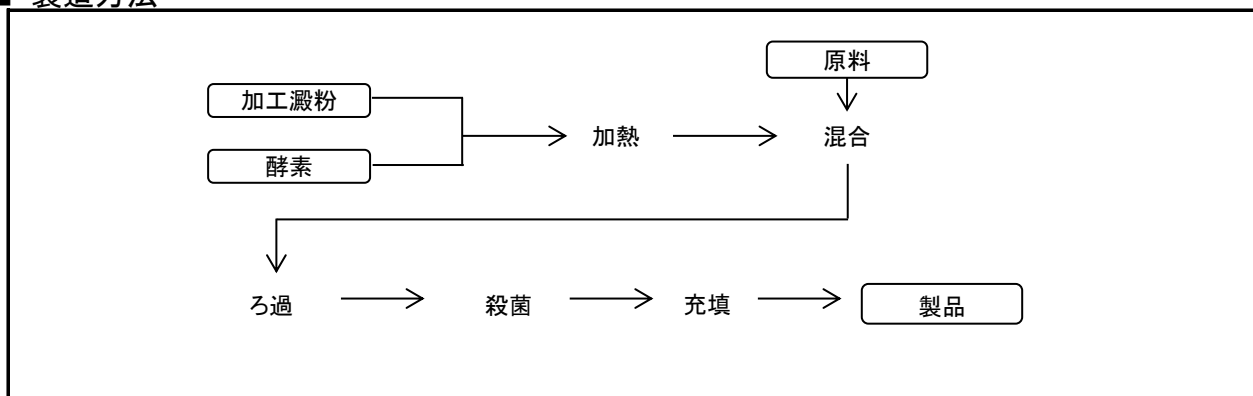 ■ 製造方法
原料
加工澱粉
加熱
混合
酵素
ろ過
殺菌
充填
製品